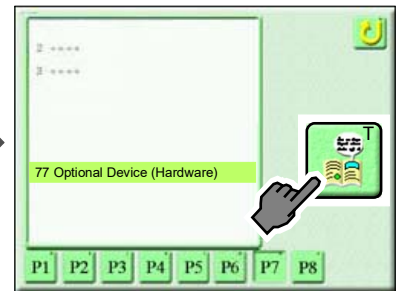 2 ----
3 ----
T
77 Optional Device (Hardware)
P1 P2 P3 P4 P5 P6 P7 P8